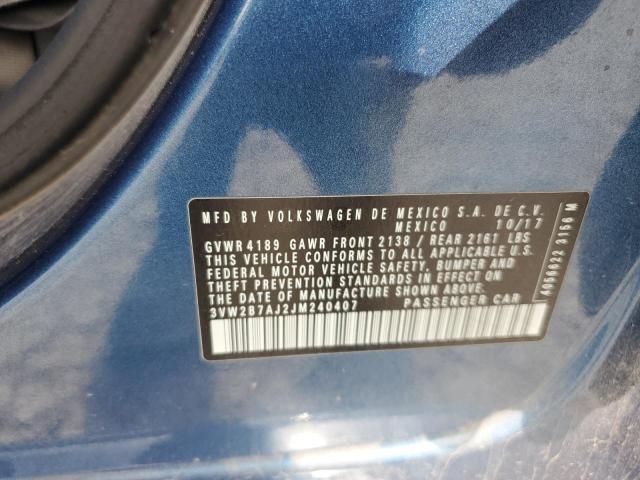 MFD BY VOLKSWAGEN DE MEXICO S.A. DE C.V.
MEXICO 10/17
GVWR 4189 GAWR FRONT 2138 / REAR 2161 LBS
THIS VEHICLE CONFORMS TO ALL APPLICABLE U.S.
FEDERAL MOTOR VEHICLE SAFETY, BUMPER AND
THEFT PREVENTION STANDARDS IN EFFECT ON
THE DATE OF MANUFACTURE SHOWN ABOVE.
3VW2B7AJ2JM240407 PASSENGER CAR
3156 M